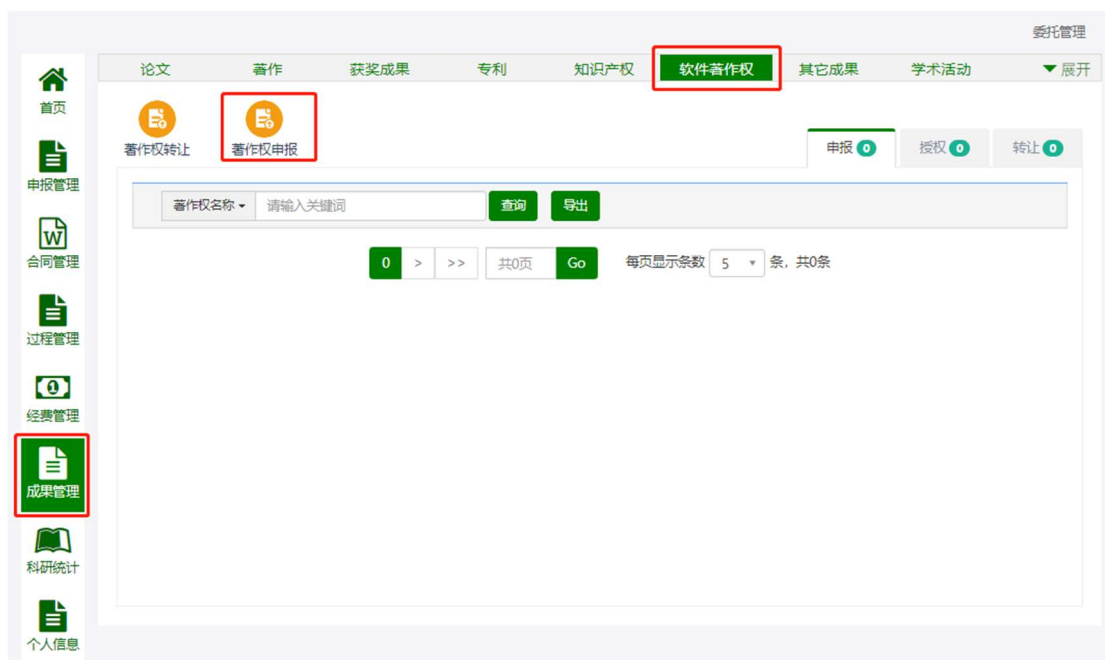 委托管理
论文 著作 获奖成果 专利 知识产权 软件著作权 其它成果 学术活动 展开
首页
著作权转让 著作权申报
申报 0 授权 0 转让 0
申报管理
著作权名称 请输入关键词 查询 导出
合同管理
0 > >> 共0页 Go 每页显示条数 5 条, 共0条
过程管理
经费管理
成果管理
科研统计
个人信息